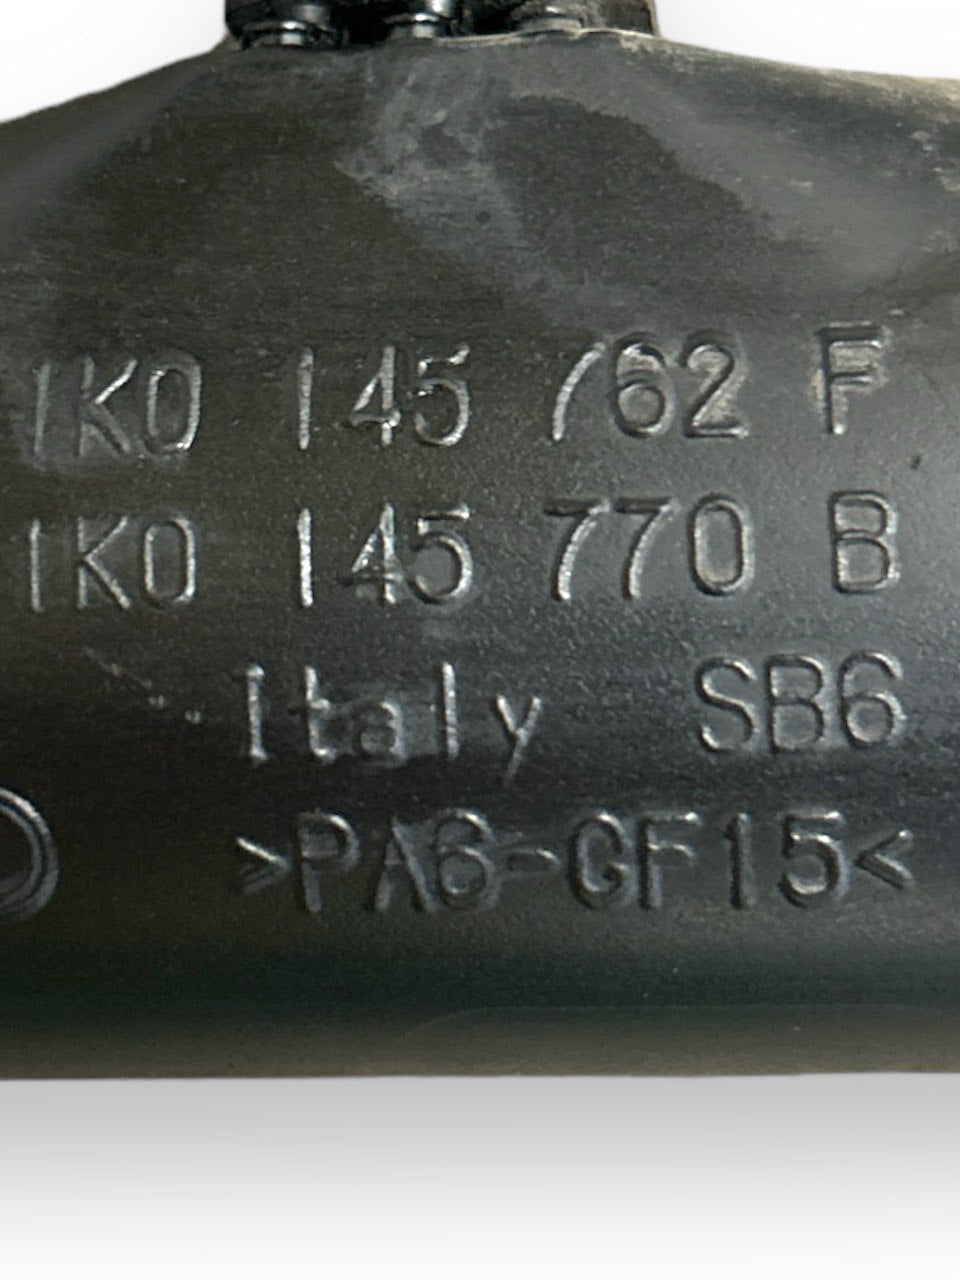 1K0 145 762 F
1K0 145 770 B
Italy SB6
>PA6-GF15<